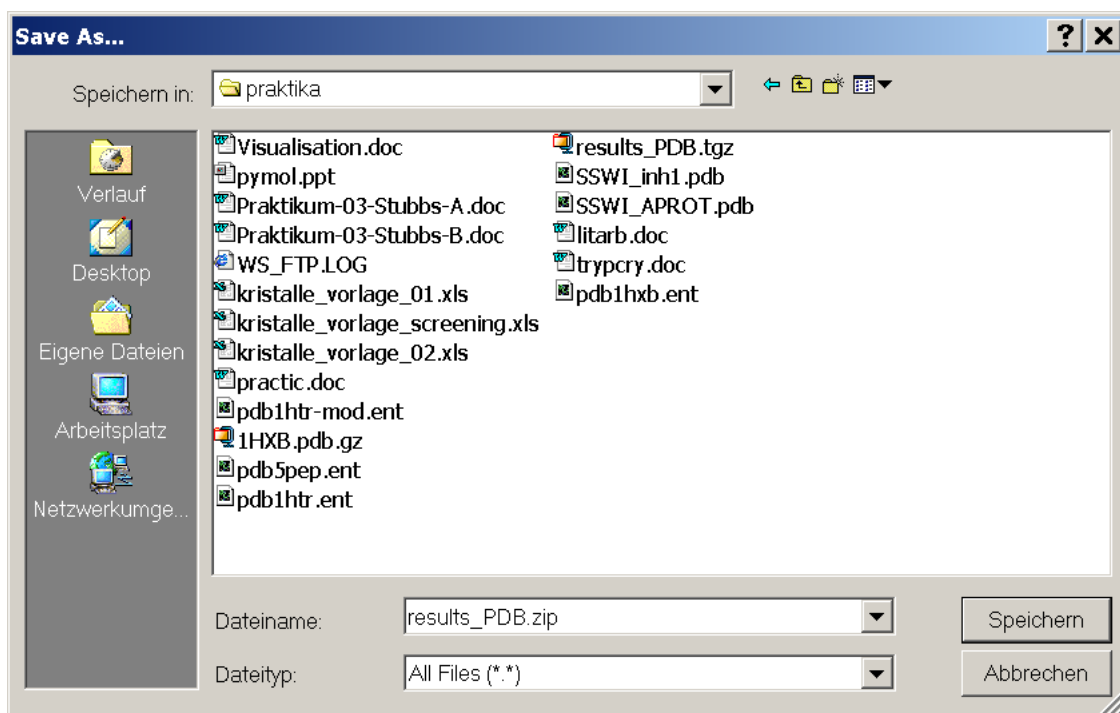 Save As...
Speichern in:
praktika
Verlauf
Desktop
Eigene Dateien
Arbeitsplatz
Netzwerkumge...
Visualisation.doc
pymol.ppt
Praktikum-03-Stubbs-A.doc
Praktikum-03-Stubbs-B.doc
WS_FTP.LOG
kristalle_vorlage_01.xls
kristalle_vorlage_screening.xls
kristalle_vorlage_02.xls
practic.doc
pdb1htr-mod.ent
1HXB.pdb.gz
pdb5pep.ent
pdb1htr.ent
results_PDB.tgz
SSWI_inh1.pdb
SSWI_APROT.pdb
litarb.doc
trypcry.doc
pdb1hxb.ent
Dateiname:
results_PDB.zip
Speichern
Dateityp:
All Files (*.*)
Abbrechen